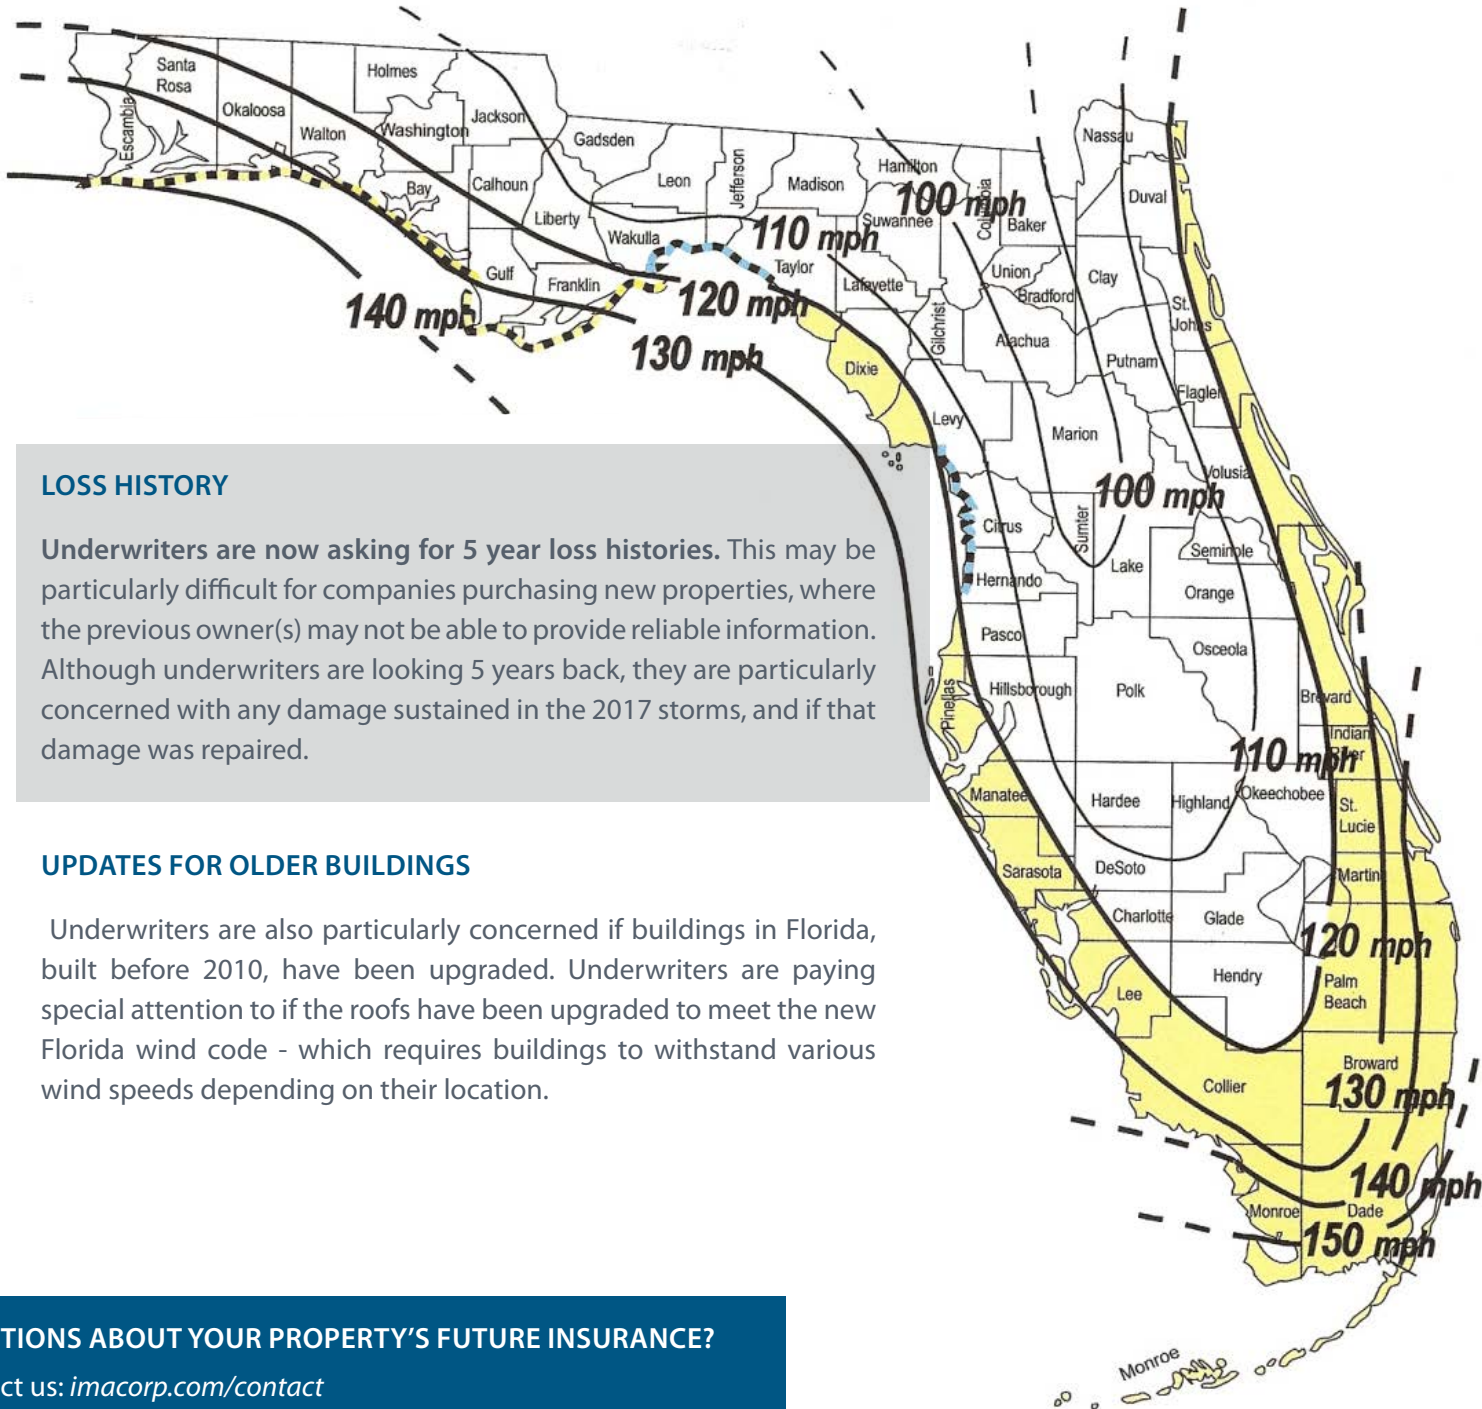 Santa
Rosa
Holmes
Escambia
Okaloosa
Walton
Washington
Jackson
Gadsden
Bay
Calhoun
Liberty
Leon
Jefferson
Madison
Hamilton
Nassau
Duval
100 mph
Columbia
Baker
Suwannee
Wakulla
110 mph
Gulf
Franklin
Taylor
Lafayette
Union
Bradford
Clay
St.
Johns
140 mph
120 mph
130 mph
Gilchrist
Alachua
Putnam
Dixie
Flagler
Levy
Marion
Volusia
100 mph
Citrus
Sumter
Seminole
Lake
Hernando
Orange
Pasco
Osceola
Pinellas
Hillsborough
Polk
Brevard
Indian
River
110 mph
Manatee
Hardee
Highland
Okeechobee
St.
Lucie
Sarasota
DeSoto
Martin
Charlotte
Glade
120 mph
Lee
Hendry
Palm
Beach
Collier
Broward
130 mph
140 mph
Monroe
Dade
150 mph
Monroe
LOSS HISTORY
Underwriters are now asking for 5 year loss histories. This may be
particularly difficult for companies purchasing new properties, where
the previous owner(s) may not be able to provide reliable information.
Although underwriters are looking 5 years back, they are particularly
concerned with any damage sustained in the 2017 storms, and if that
damage was repaired.
UPDATES FOR OLDER BUILDINGS
Underwriters are also particularly concerned if buildings in Florida,
built before 2010, have been upgraded. Underwriters are paying
special attention to if the roofs have been upgraded to meet the new
Florida wind code - which requires buildings to withstand various
wind speeds depending on their location.
TIONS ABOUT YOUR PROPERTY'S FUTURE INSURANCE?
ct us: imacorp.com/contact